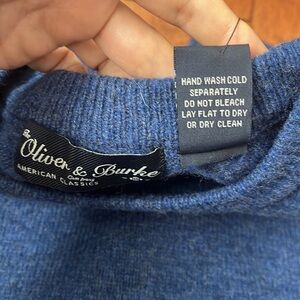 The
Oliver & Burke
Company
AMERICAN CLASSICS
HAND WASH COLD
SEPARATELY
DO NOT BLEACH
LAY FLAT TO DRY
OR DRY CLEAN